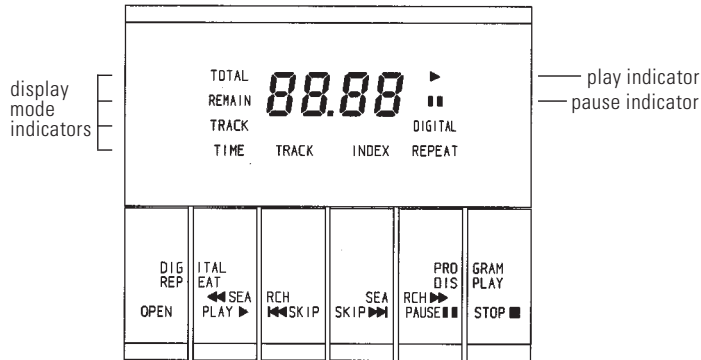 TOTAL 88.88 ▶
REMAIN ▮▮
TRACK DIGITAL
TIME TRACK INDEX REPEAT
display
mode
indicators
play indicator
pause indicator
DIG ITAL PRO GRAM
REP EAT DIS PLAY
◀◀ SEA RCH SEA RCH ▶▶
OPEN PLAY ▶ ⏮SKIP SKIP⏭ PAUSE▮▮ STOP ■